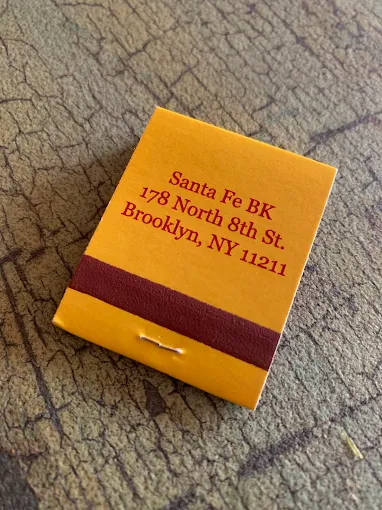 Santa Fe BK
178 North 8th St.
Brooklyn, NY 11211